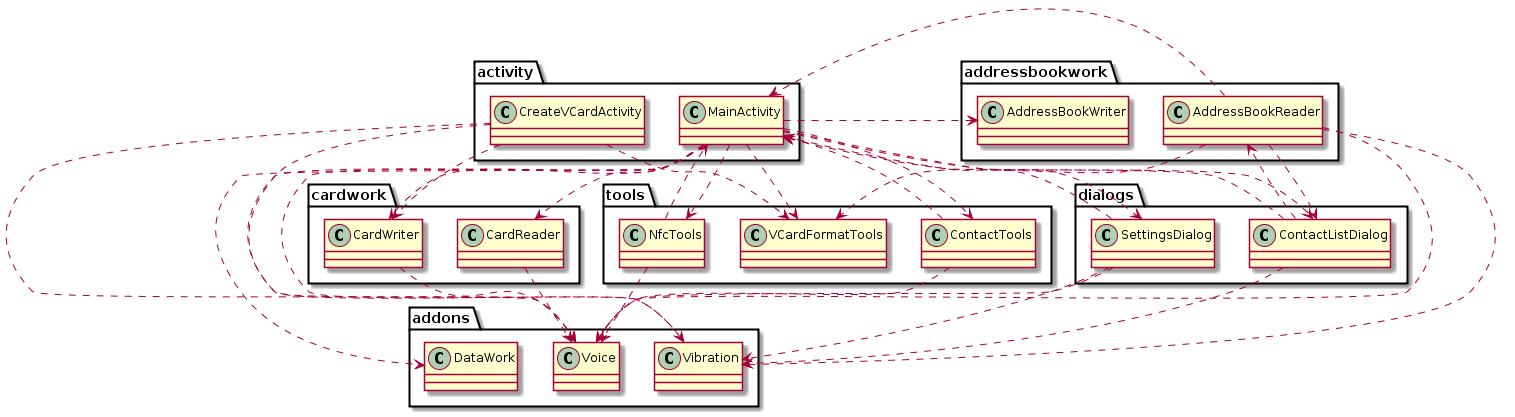 activity
addressbookwork
C CreateVCardActivity
C MainActivity
C AddressBookWriter
C AddressBookReader
cardwork
tools
dialogs
C CardWriter
C CardReader
C NfcTools
C VCardFormatTools
C ContactTools
C SettingsDialog
C ContactListDialog
addons
C DataWork
C Voice
C Vibration